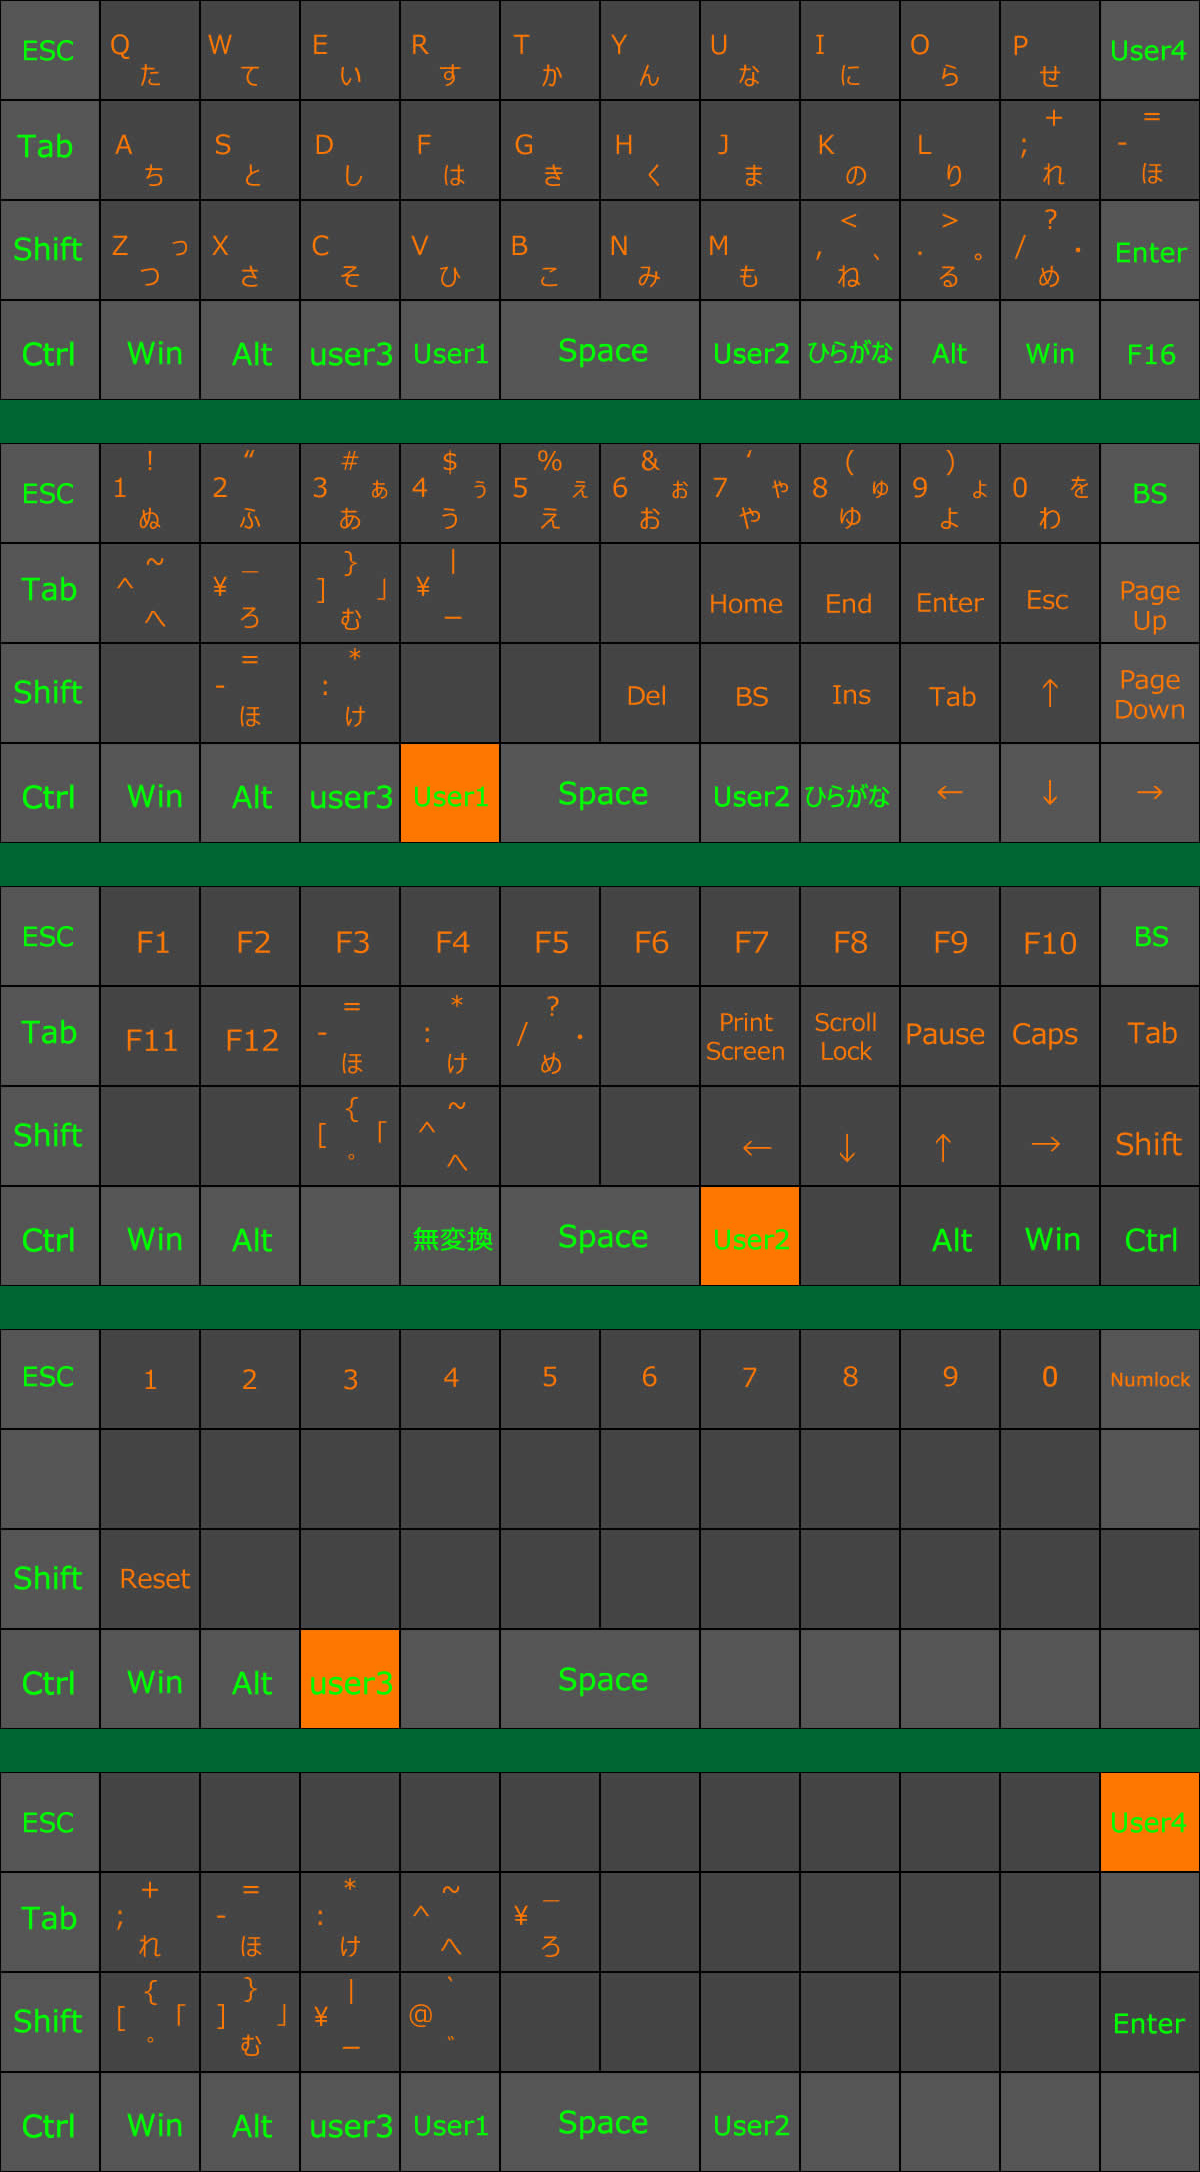 ESC Q た W て E い R す T か Y ん U な I に O ら P せ User4
Tab A ち S と D し F は G き H く J ま K の L り + ; れ = - ほ
Shift Z っ つ X さ C そ V ひ B こ N み M も < , 、 ね > . 。 る ? / ・ め Enter
Ctrl Win Alt user3 User1 Space User2 ひらがな Alt Win F16
ESC ! 1 ぬ “ 2 ふ # 3 ぁ あ $ 4 ぅ う % 5 ぇ え & 6 ぉ お ‘ 7 ゃ や ( 8 ゅ ゆ ) 9 ょ よ 0 を わ BS
Tab ~ ^ へ _ ¥ ろ } ] 」 む | ¥ ー Home End Enter Esc Page Up
Shift = - ほ * : け Del BS Ins Tab ↑ Page Down
Ctrl Win Alt user3 User1 Space User2 ひらがな ← ↓ →
ESC F1 F2 F3 F4 F5 F6 F7 F8 F9 F10 BS
Tab F11 F12 = - ほ * : け ? / ・ め Print Screen Scroll Lock Pause Caps Tab
Shift { [ 「 ゜ ~ ^ へ ← ↓ ↑ → Shift
Ctrl Win Alt 無変換 Space User2 Alt Win Ctrl
ESC 1 2 3 4 5 6 7 8 9 0 Numlock
Shift Reset
Ctrl Win Alt user3 Space
ESC User4
Tab + ; れ = - ほ * : け ~ ^ へ _ ¥ ろ
Shift { [ 「 ゜ } ] 」 む | ¥ ー ` @ ゛ Enter
Ctrl Win Alt user3 User1 Space User2